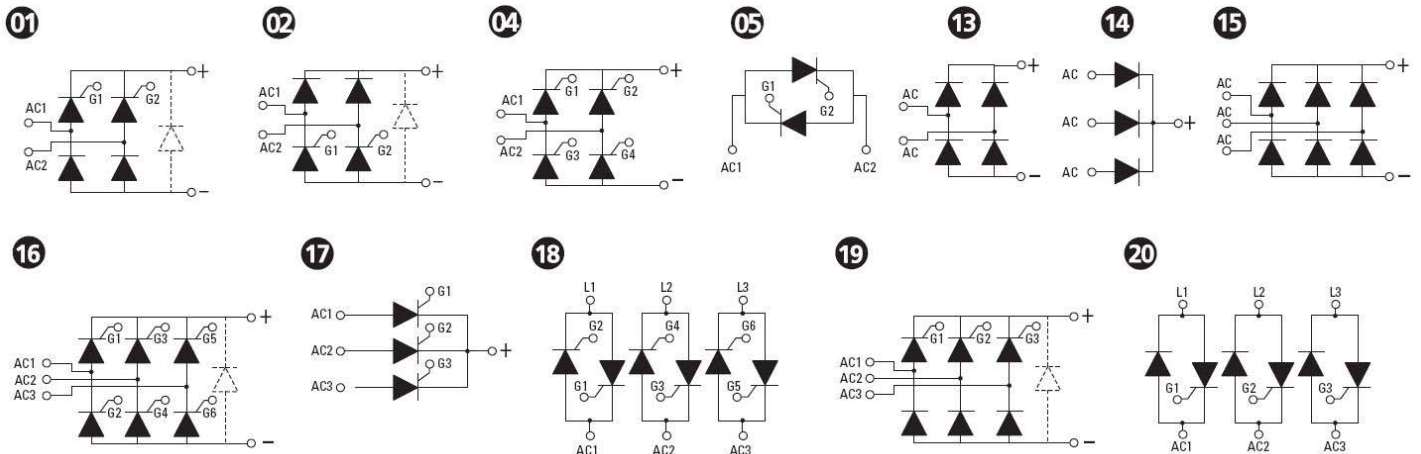 01 02 04 05 13 14 15
G1 G2 + AC1 AC2 −
AC1 AC2 G1 G2 + −
AC1 AC2 G1 G2 G3 G4 + −
G1 G2 AC1 AC2
AC AC + −
AC AC AC +
AC AC AC + −
16 17 18 19 20
AC1 AC2 AC3 G1 G3 G5 G2 G4 G6 + −
AC1 AC2 AC3 G1 G2 G3 +
L1 L2 L3 G2 G4 G6 G1 G3 G5 AC1 AC2 AC3
AC1 AC2 AC3 G1 G2 G3 + −
L1 L2 L3 G1 G2 G3 AC1 AC2 AC3